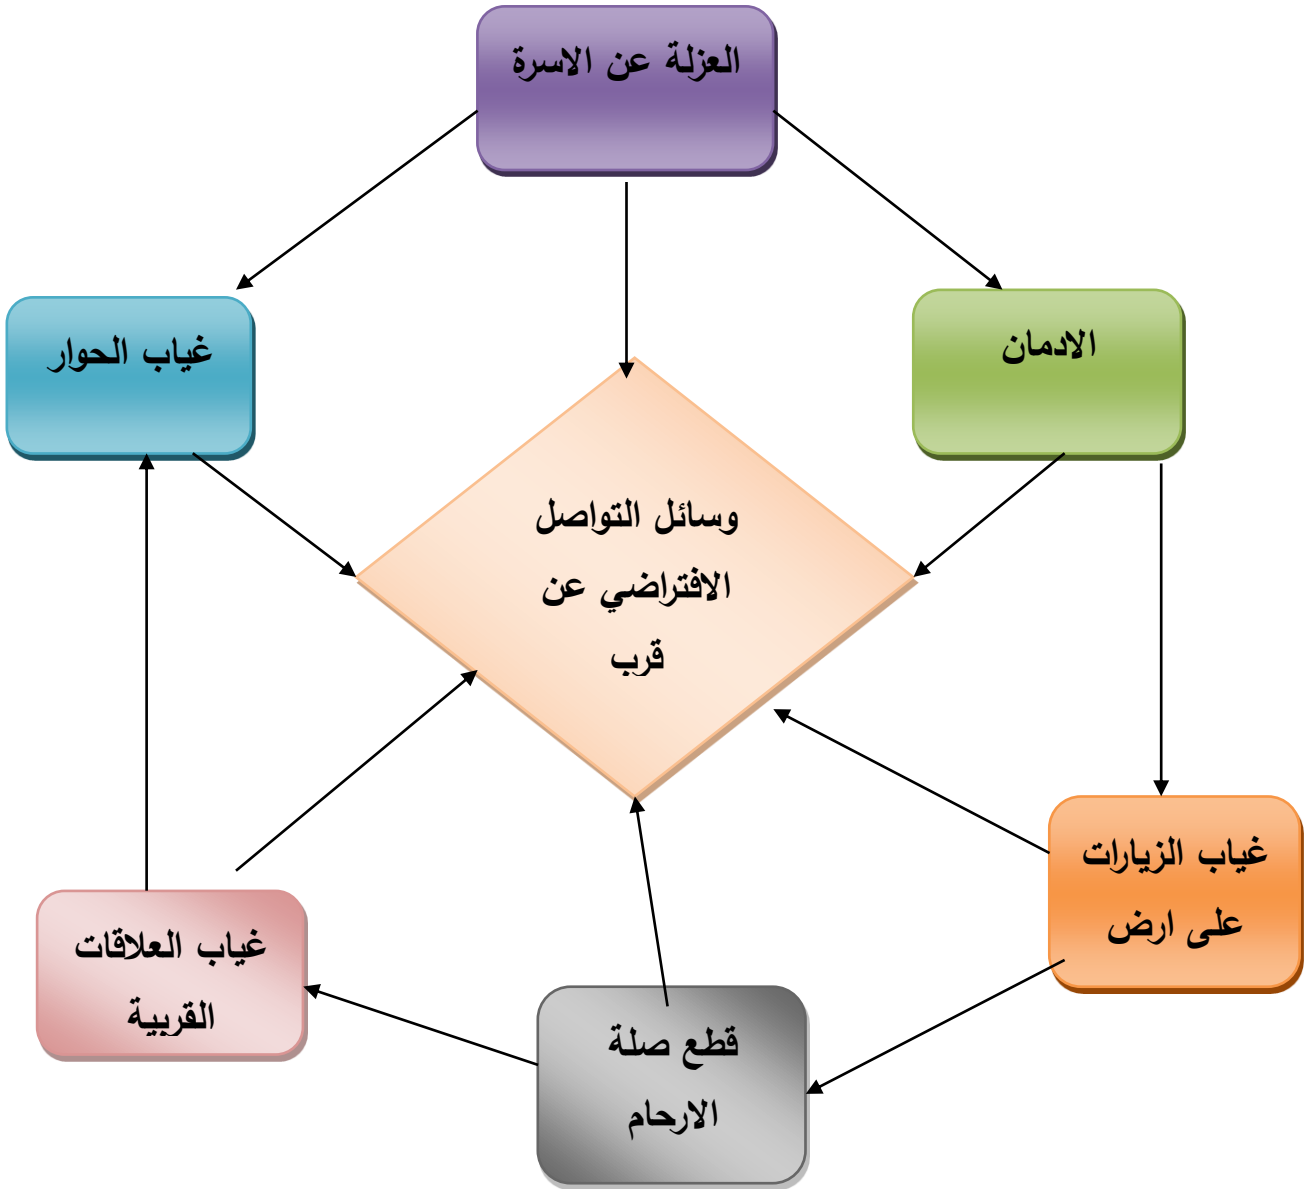 العزلة عن الاسرة
الادمان
غياب الحوار
وسائل التواصل
الافتراضي عن
قرب
غياب الزيارات
على ارض
غياب العلاقات
القريبة
قطع صلة
الارحام